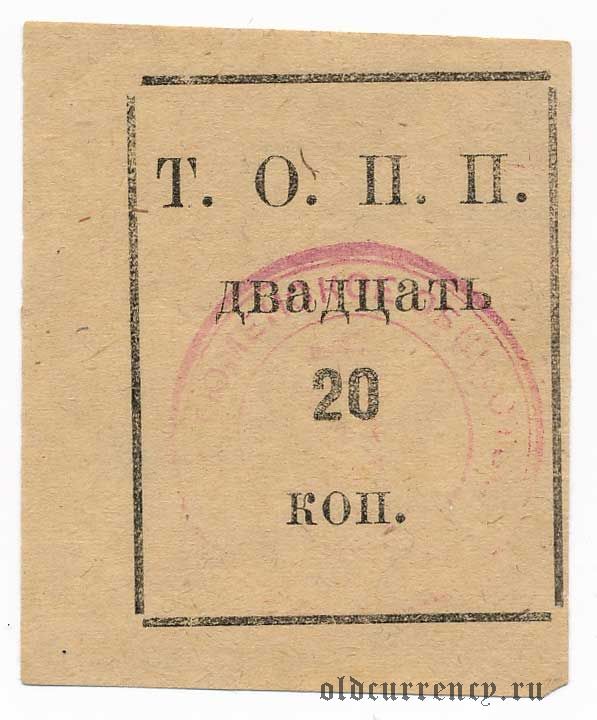 Т. О. П. П.
двадцать
20
коп.
oldcurrency.ru